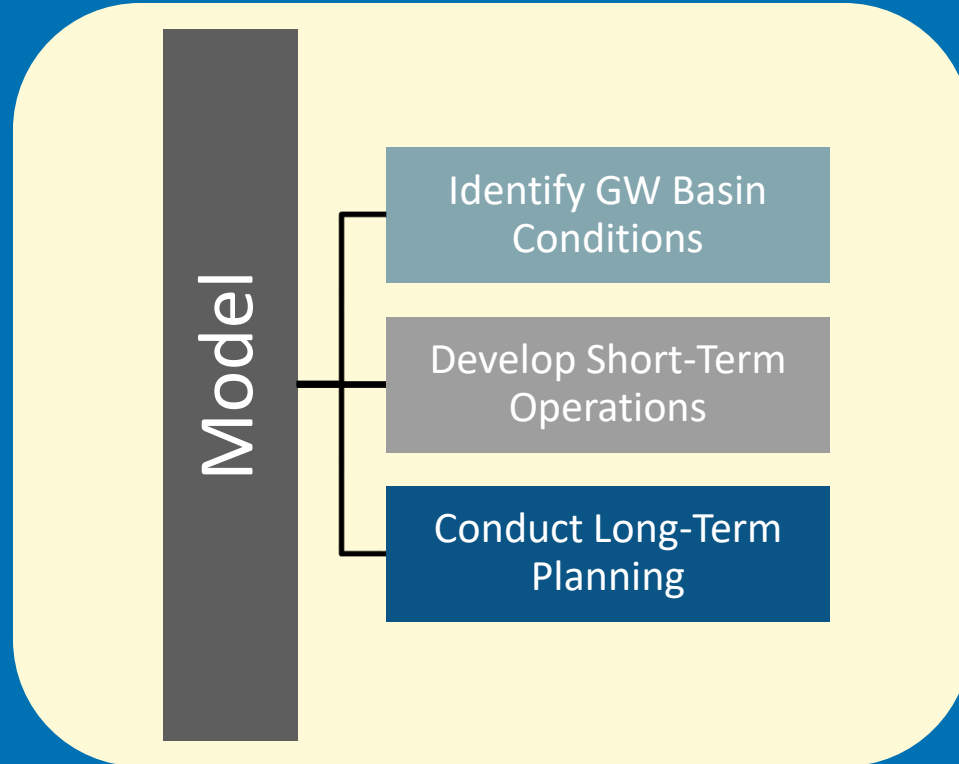 Model
Identify GW Basin
Conditions
Develop Short-Term
Operations
Conduct Long-Term
Planning